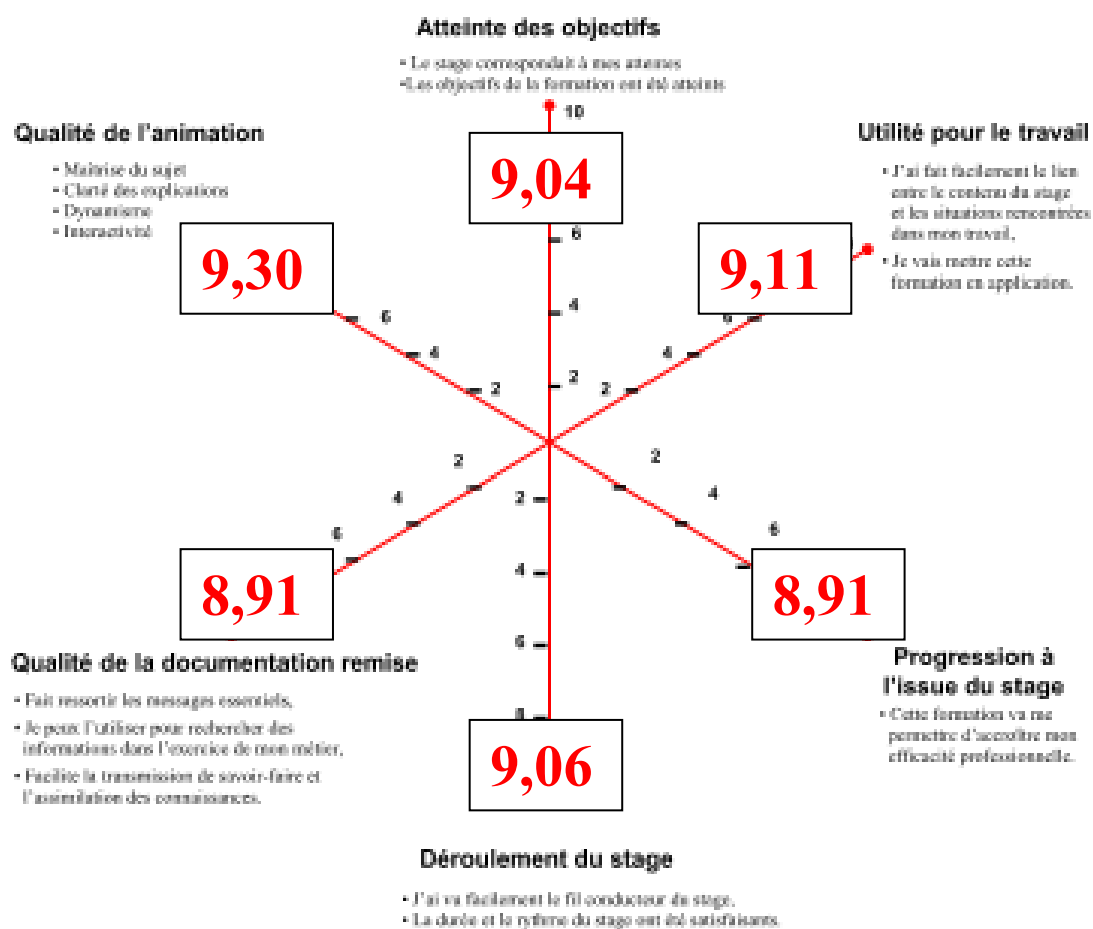 Atteinte des objectifs
• Le stage correspondait à mes attentes
•Les objectifs de la formation ont été atteints
10
9,04
6
4
2
Utilité pour le travail
• J'ai fait facilement le lien
entre le contenu du stage
et les situations rencontrées
dans mon travail,
• Je vais mettre cette
formation en application.
9,11
6
4
2
Qualité de l'animation
• Maîtrise du sujet
• Clarté des explications
• Dynamisme
• Interactivité
9,30
6
4
2
2
4
6
8,91
Qualité de la documentation remise
• Fait ressortir les messages essentiels,
• Je peux l'utiliser pour rechercher des
informations dans l'exercice de mon métier,
• Facilite la transmission de savoir-faire et
l'assimilation des connaissances.
2
4
6
8,91
Progression à
l'issue du stage
• Cette formation va me
permettre d'accroître mon
efficacité professionnelle.
2
4
6
8
9,06
Déroulement du stage
• J'ai vu facilement le fil conducteur du stage,
• La durée et le rythme du stage ont été satisfaisants.